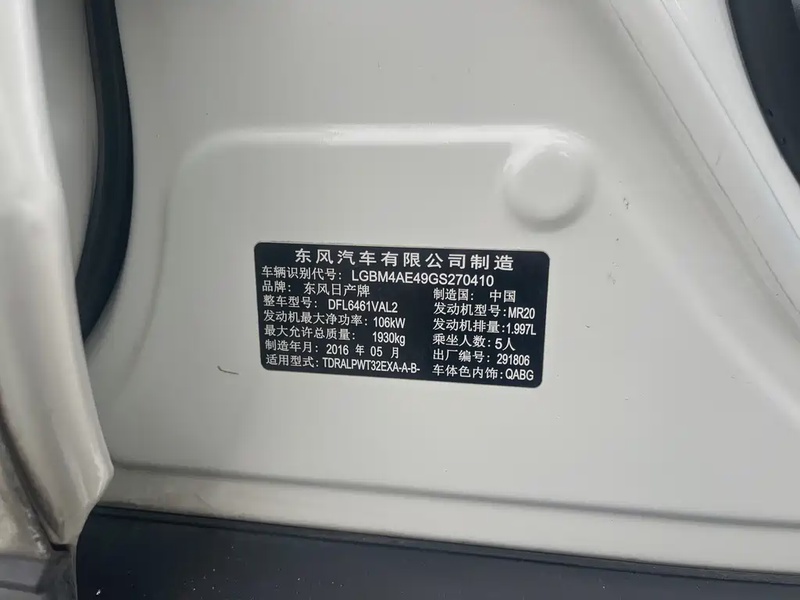 东风汽车有限公司制造
车辆识别代号: LGBM4AE49GS270410
品牌: 东风日产牌 制造国: 中国
整车型号: DFL6461VAL2 发动机型号: MR20
发动机最大净功率: 106kW 发动机排量: 1.997L
最大允许总质量: 1930kg 乘坐人数: 5人
制造年月: 2016 年 05 月 出厂编号: 291806
适用型式: TDRALPWT32EXA-A-B- 车体色内饰: QABG